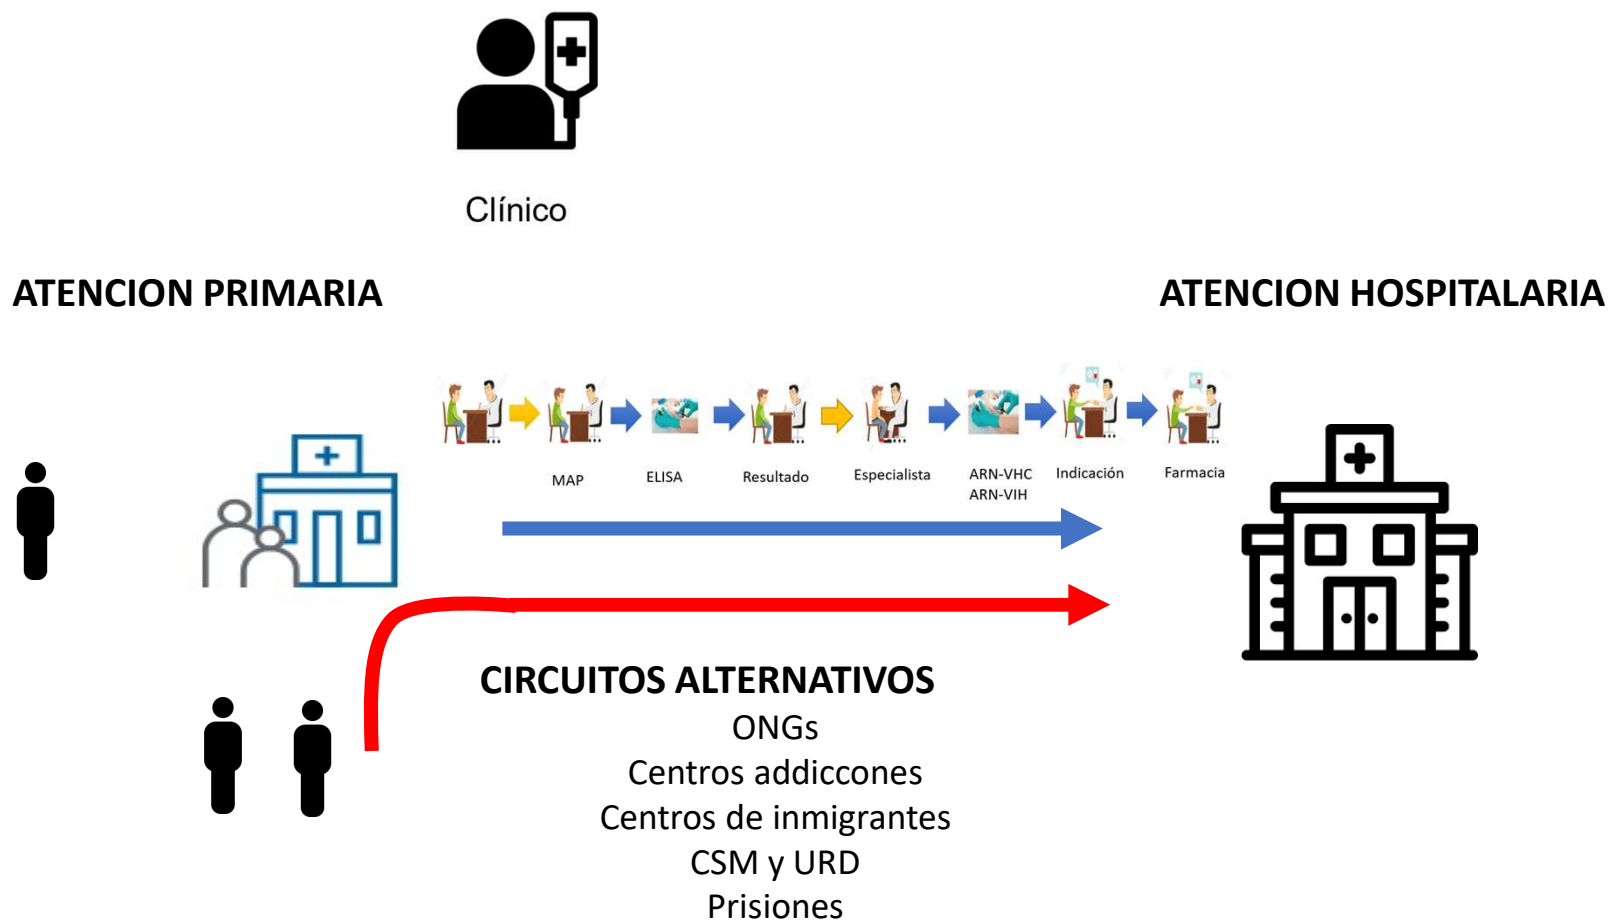 Clínico
ATENCION PRIMARIA
ATENCION HOSPITALARIA
MAP
ELISA
Resultado
Especialista
ARN-VHC
ARN-VIH
Indicación
Farmacia
CIRCUITOS ALTERNATIVOS
ONGs
Centros addiccones
Centros de inmigrantes
CSM y URD
Prisiones